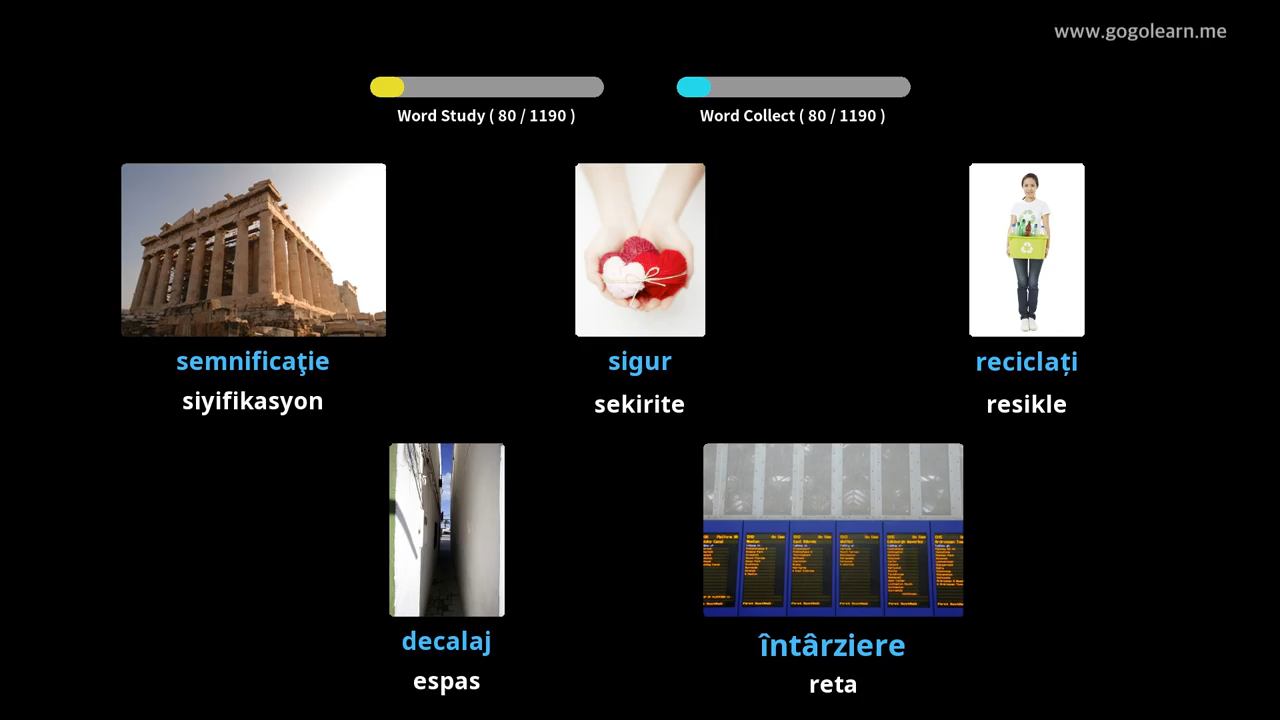 www.gogolearn.me
Word Study ( 80 / 1190 )
Word Collect ( 80 / 1190 )
semnificaţie
siyifikasyon
sigur
sekirite
reciclați
resikle
decalaj
espas
întârziere
reta